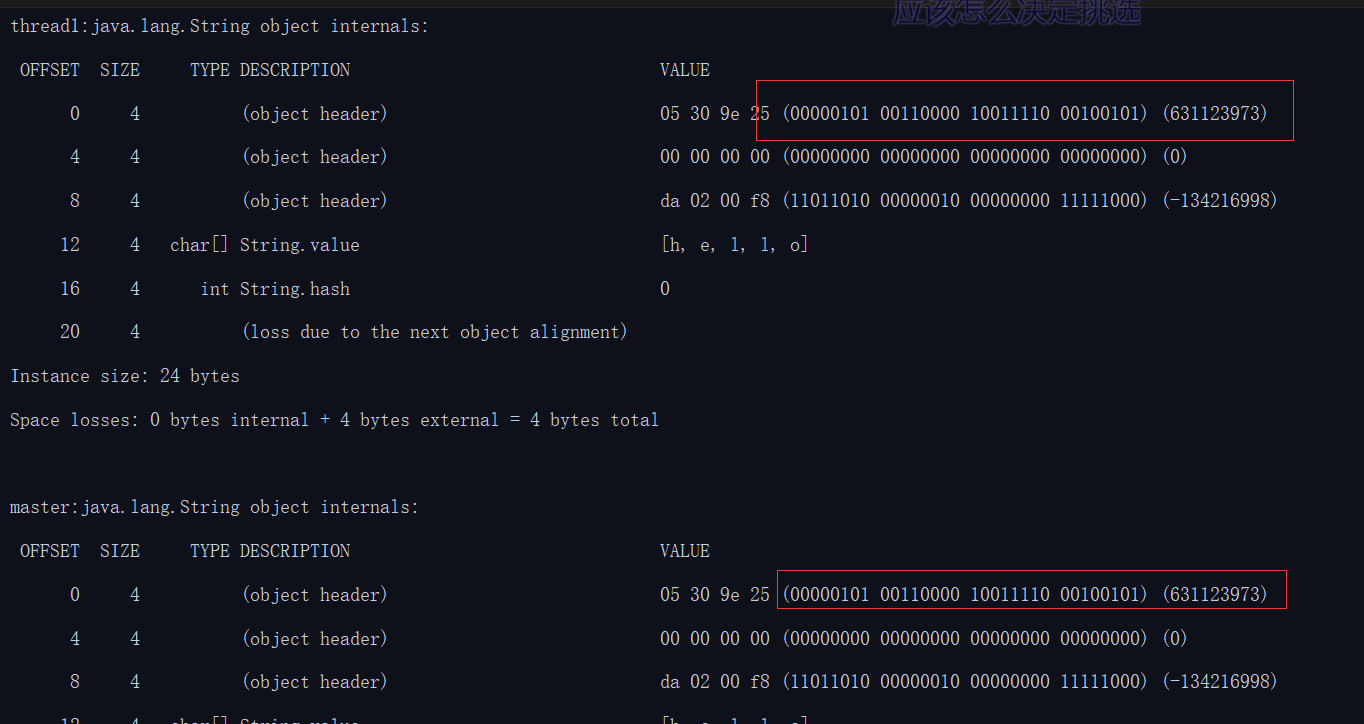 应该怎么决定挑选
thread1:java.lang.String object internals:
OFFSET SIZE TYPE DESCRIPTION VALUE
0 4 (object header) 05 30 9e 25 (00000101 00110000 10011110 00100101) (631123973)
4 4 (object header) 00 00 00 00 (00000000 00000000 00000000 00000000) (0)
8 4 (object header) da 02 00 f8 (11011010 00000010 00000000 11111000) (-134216998)
12 4 char[] String.value [h, e, l, l, o]
16 4 int String.hash 0
20 4 (loss due to the next object alignment)
Instance size: 24 bytes
Space losses: 0 bytes internal + 4 bytes external = 4 bytes total
master:java.lang.String object internals:
OFFSET SIZE TYPE DESCRIPTION VALUE
0 4 (object header) 05 30 9e 25 (00000101 00110000 10011110 00100101) (631123973)
4 4 (object header) 00 00 00 00 (00000000 00000000 00000000 00000000) (0)
8 4 (object header) da 02 00 f8 (11011010 00000010 00000000 11111000) (-134216998)
12 4 char[] String.value [h, e, l, l, o]